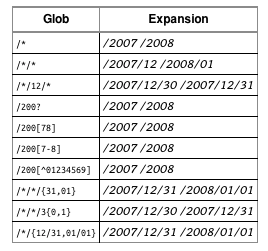 Glob Expansion
/* /2007 /2008
/*/* /2007/12 /2008/01
/*/12/* /2007/12/30 /2007/12/31
/200? /2007 /2008
/200[78] /2007 /2008
/200[7-8] /2007 /2008
/200[^01234569] /2007 /2008
/*/*/{31,01} /2007/12/31 /2008/01/01
/*/*/3{0,1} /2007/12/30 /2007/12/31
/*/{12/31,01/01} /2007/12/31 /2008/01/01